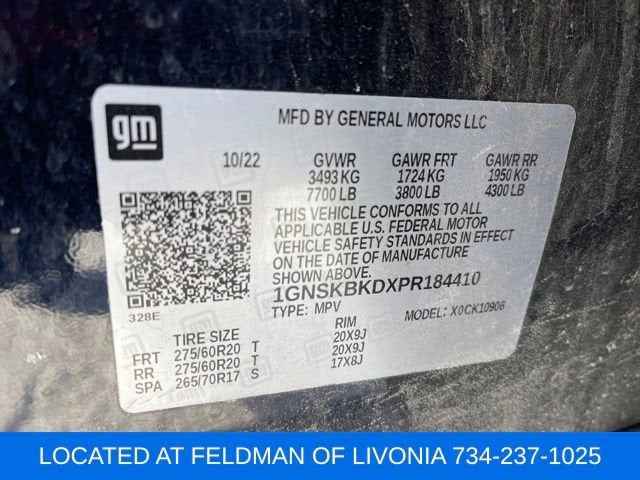 gm
MFD BY GENERAL MOTORS LLC
10/22 GVWR GAWR FRT GAWR RR
3493 KG 1724 KG 1950 KG
7700 LB 3800 LB 4300 LB
THIS VEHICLE CONFORMS TO ALL
APPLICABLE U.S. FEDERAL MOTOR
VEHICLE SAFETY STANDARDS IN EFFECT
ON THE DATE OF MANUFACTURE SHOWN ABOVE.
1GNSKBKDXPR184410
328E TYPE: MPV MODEL: X0CK10906
TIRE SIZE RIM
FRT 275/60R20 T 20X9J
RR 275/60R20 T 20X9J
SPA 265/70R17 S 17X8J
LOCATED AT FELDMAN OF LIVONIA 734-237-1025